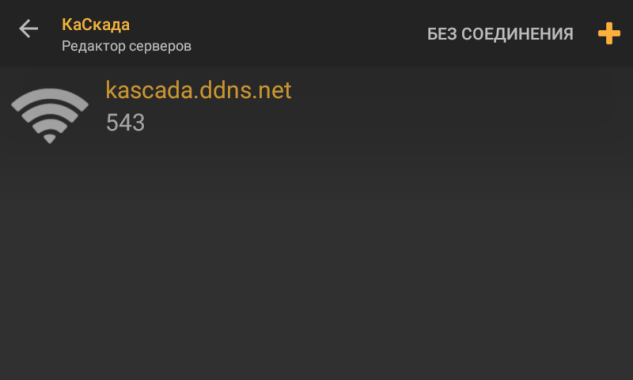 КаСкада
Редактор серверов
БЕЗ СОЕДИНЕНИЯ
kascada.ddns.net
543